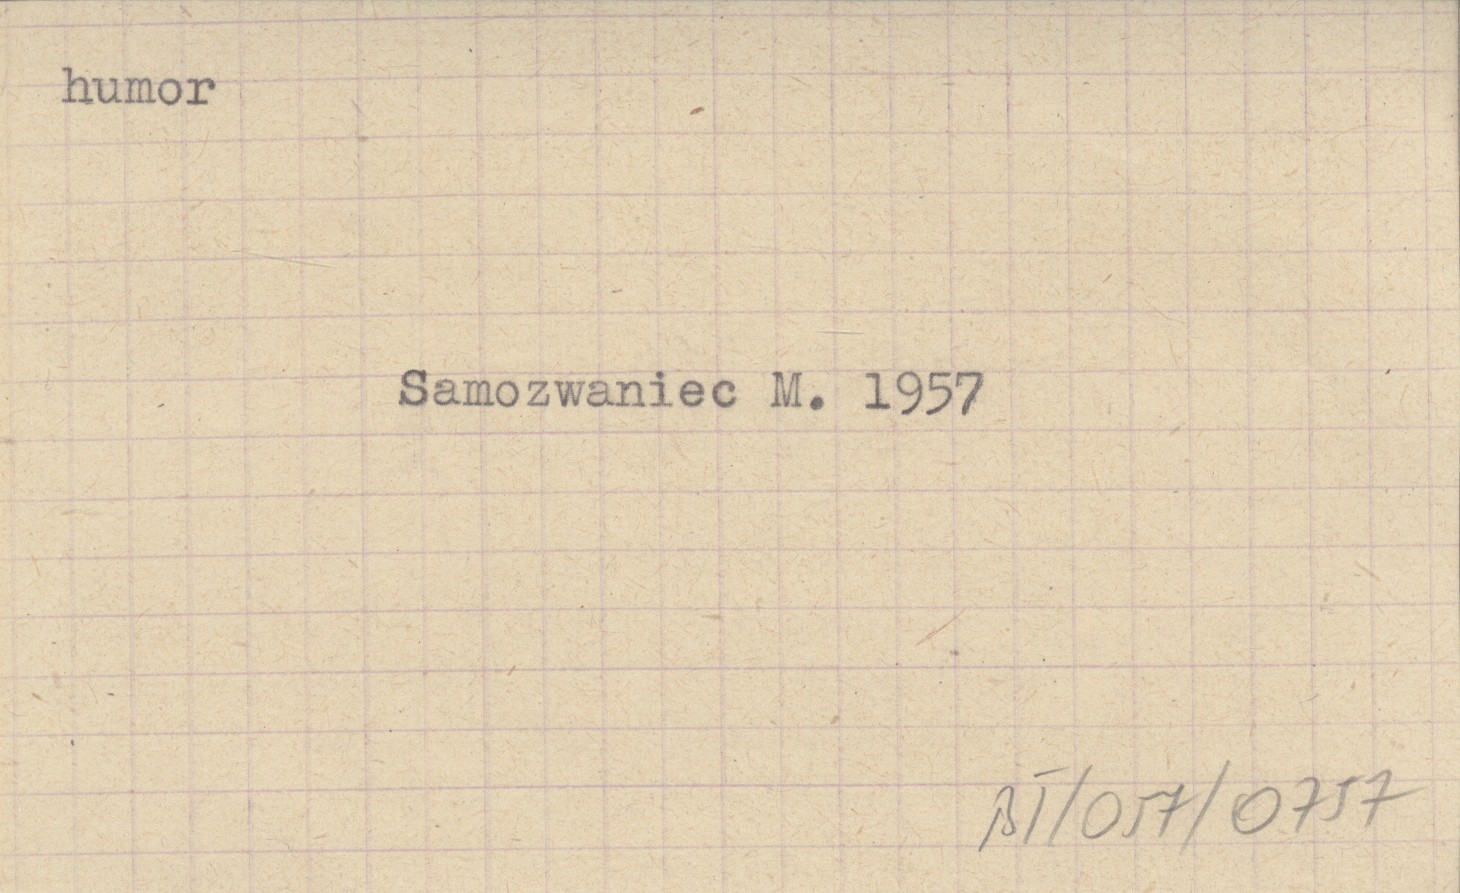 humor
Samozwaniec M. 1957
BI/057/0757